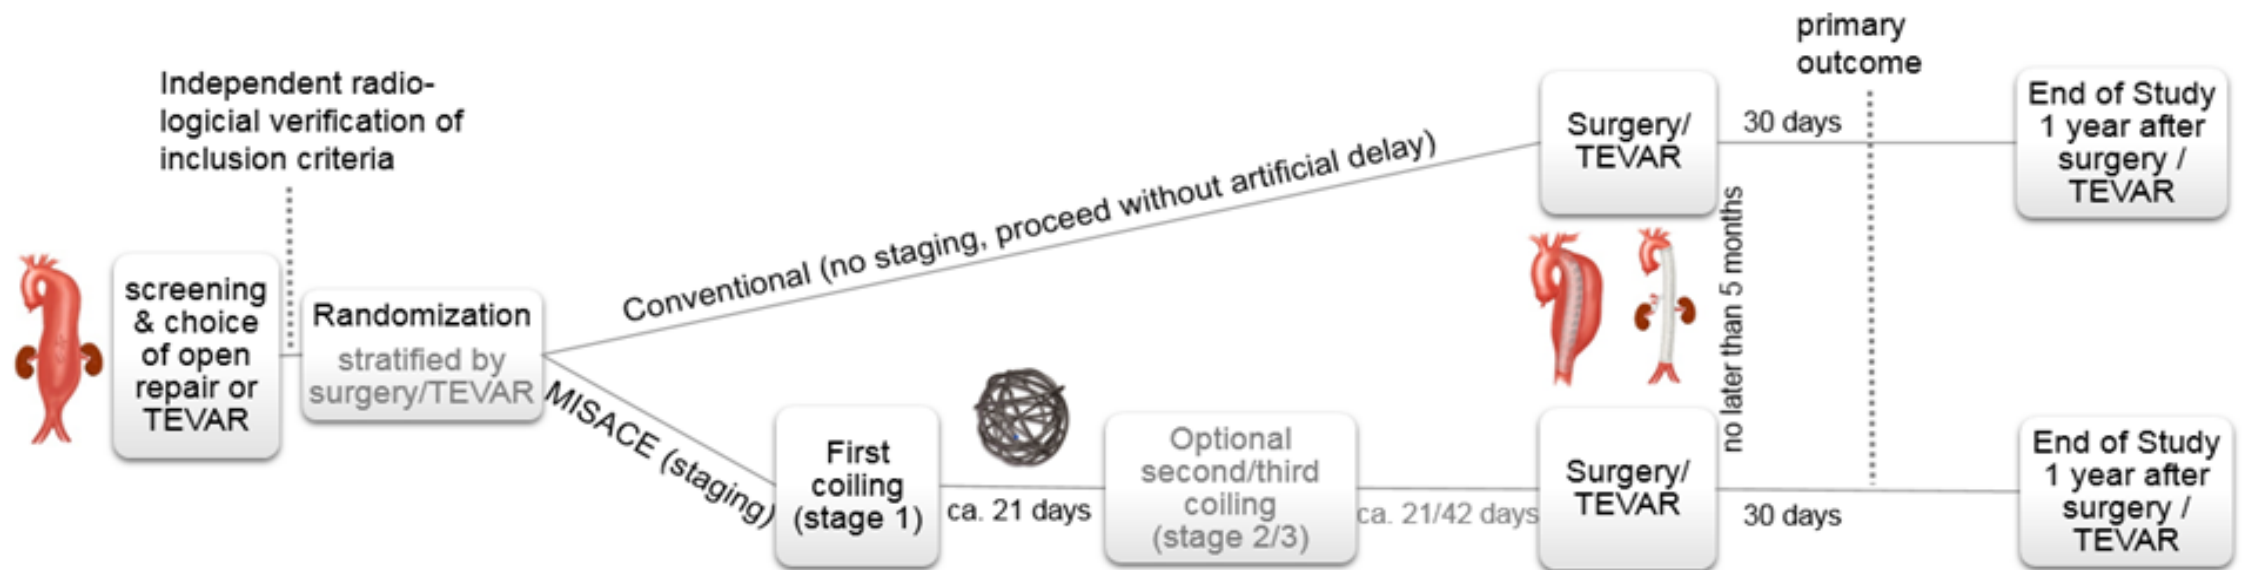 Independent radio-
logicial verification of
inclusion criteria
screening
& choice
of open
repair or
TEVAR
Randomization
stratified by
surgery/TEVAR
Conventional (no staging, proceed without artificial delay)
MISACE (staging)
First
coiling
(stage 1)
ca. 21 days
Optional
second/third
coiling
(stage 2/3)
ca. 21/42 days
Surgery/
TEVAR
Surgery/
TEVAR
no later than 5 months
primary
outcome
30 days
30 days
End of Study
1 year after
surgery /
TEVAR
End of Study
1 year after
surgery /
TEVAR